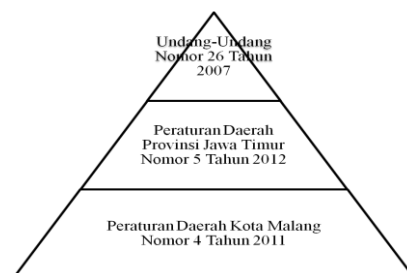 Undang-Undang
Nomor 26 Tahun
2007
Peraturan Daerah
Provinsi Jawa Timur
Nomor 5 Tahun 2012
Peraturan Daerah Kota Malang
Nomor 4 Tahun 2011